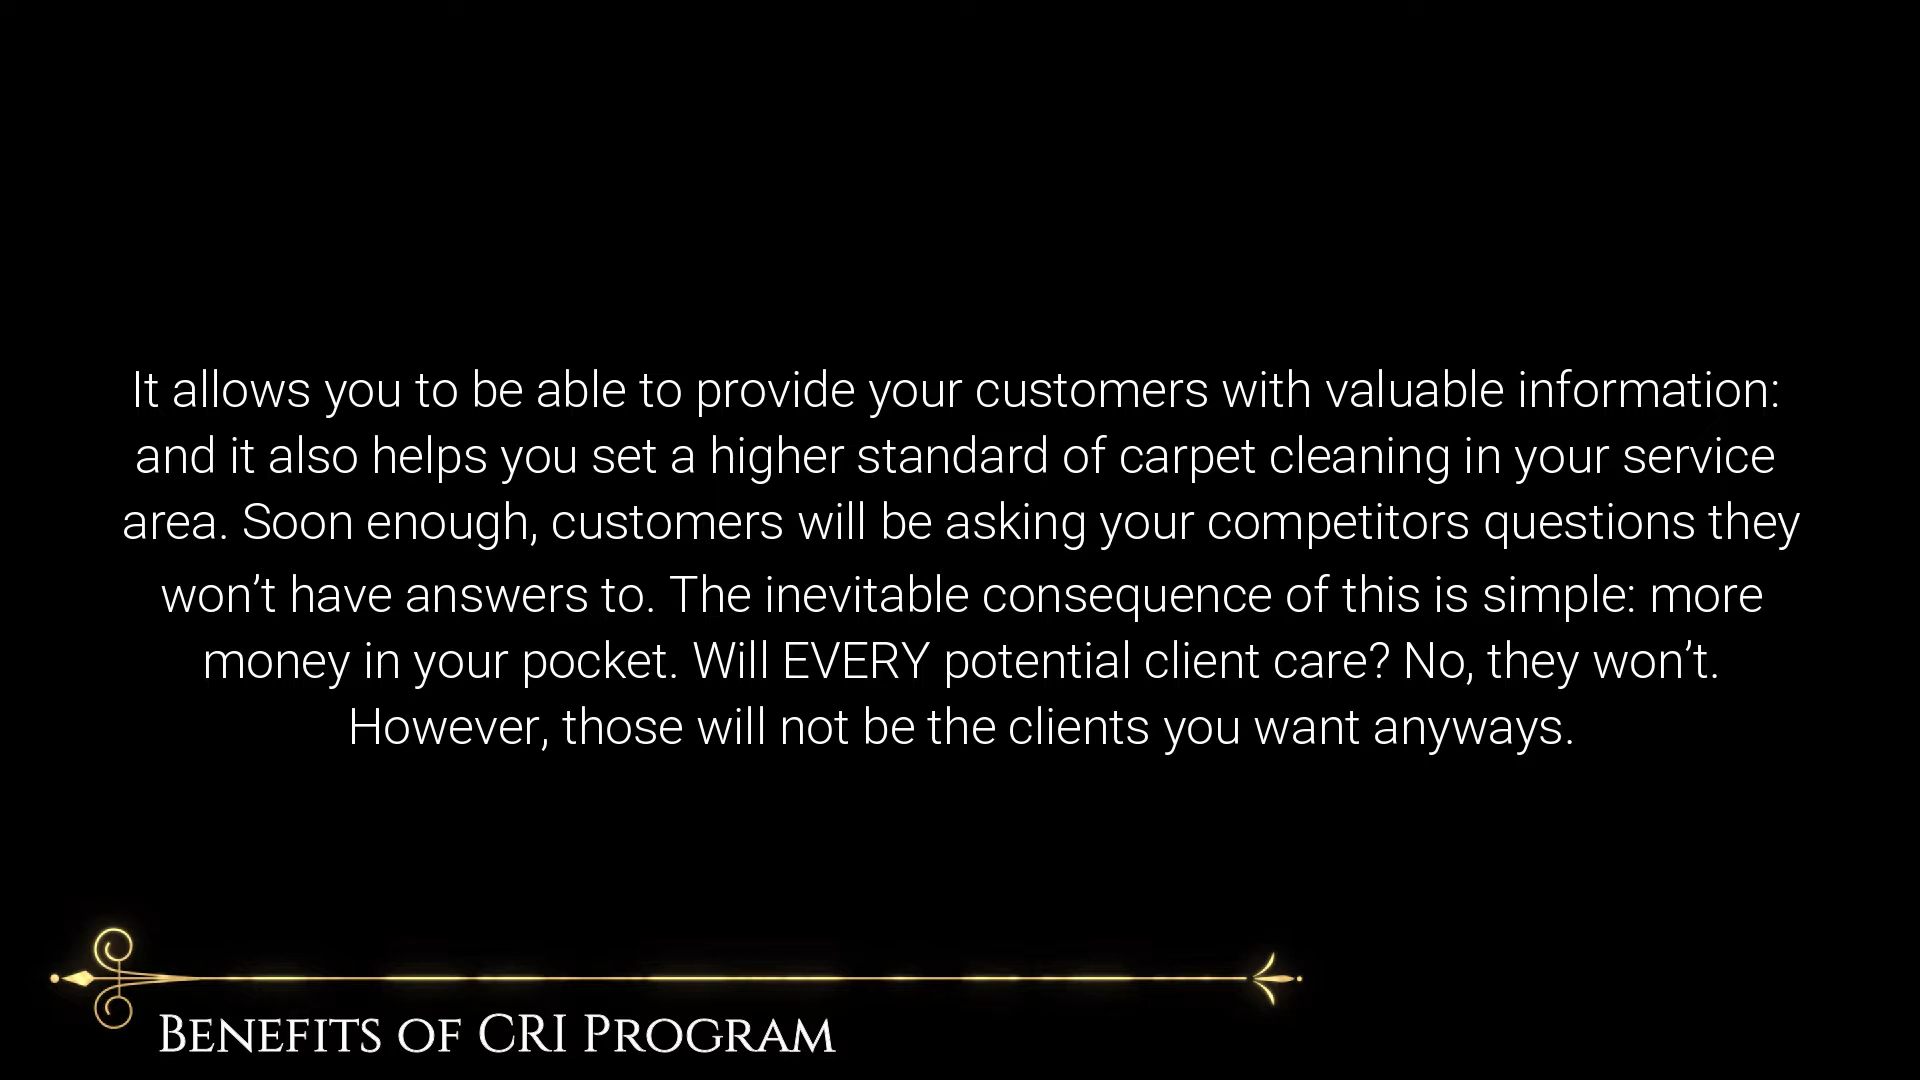 It allows you to be able to provide your customers with valuable information:
and it also helps you set a higher standard of carpet cleaning in your service
area. Soon enough, customers will be asking your competitors questions they
won’t have answers to. The inevitable consequence of this is simple: more
money in your pocket. Will EVERY potential client care? No, they won’t.
However, those will not be the clients you want anyways.
Benefits of CRI Program